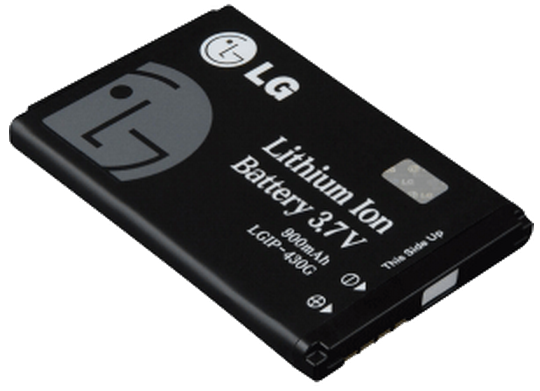 LG
Lithium Ion
Battery 3.7V
900mAh
LGIP-430G
This Side Up